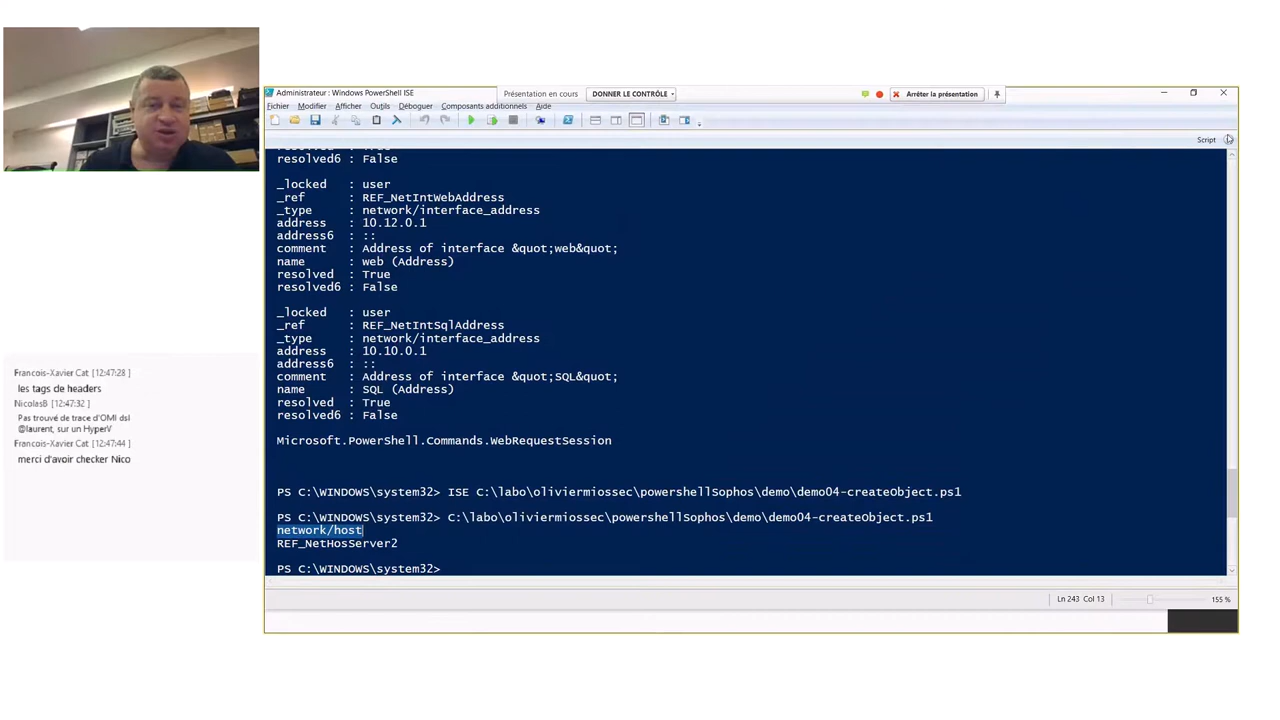 Administrateur : Windows PowerShell ISE
Présentation en cours
DONNER LE CONTRÔLE
Arrêter la présentation
Fichier Modifier Afficher Outils Déboguer Composants additionnels Aide
Script
resolved6 : False
_locked : user
_ref : REF_NetIntWebAddress
_type : network/interface_address
address : 10.12.0.1
address6 : ::
comment : Address of interface &quot;web&quot;
name : web (Address)
resolved : True
resolved6 : False
_locked : user
_ref : REF_NetIntSqlAddress
_type : network/interface_address
address : 10.10.0.1
address6 : ::
comment : Address of interface &quot;SQL&quot;
name : SQL (Address)
resolved : True
resolved6 : False
Microsoft.PowerShell.Commands.WebRequestSession
PS C:\WINDOWS\system32> ISE C:\labo\oliviermiossec\powershellSophos\demo\demo04-createObject.ps1
PS C:\WINDOWS\system32> C:\labo\oliviermiossec\powershellSophos\demo\demo04-createObject.ps1
network/host
REF_NetHosServer2
PS C:\WINDOWS\system32>
Ln 243 Col 13
155 %
Francois-Xavier Cat [12:47:28]
les tags de headers
NicolasB [12:47:32]
Pas trouvé de trace d'OMI dsl
@laurent, sur un HyperV
Francois-Xavier Cat [12:47:44]
merci d'avoir checker Nico